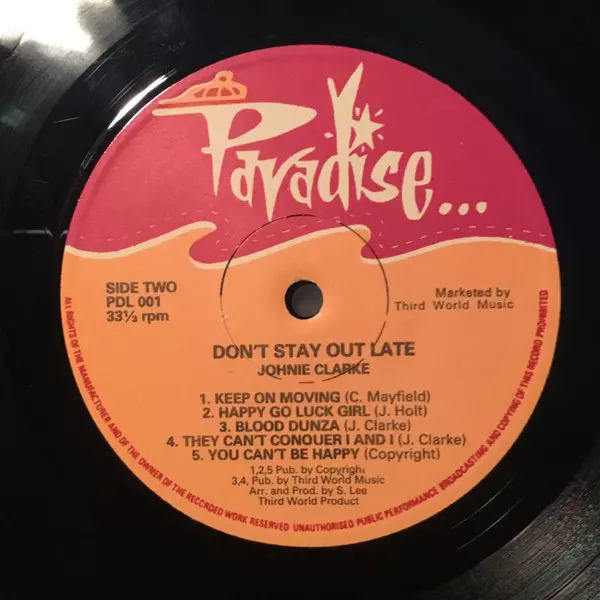 Paradise...
SIDE TWO
PDL 001
33⅓ rpm
Marketed by
Third World Music
DON'T STAY OUT LATE
JOHNIE CLARKE
1. KEEP ON MOVING (C. Mayfield)
2. HAPPY GO LUCK GIRL (J. Holt)
3. BLOOD DUNZA (J. Clarke)
4. THEY CAN'T CONQUER I AND I (J. Clarke)
5. YOU CAN'T BE HAPPY (Copyright)
1,2,5 Pub. by Copyright
3,4, Pub. by Third World Music
Arr. and Prod. by S. Lee
Third World Product
ALL RIGHTS OF THE MANUFACTURER AND OF THE OWNER OF THE RECORDED WORK RESERVED UNAUTHORISED PUBLIC PERFORMANCE BROADCASTING AND COPYING OF THIS RECORD PROHIBITED